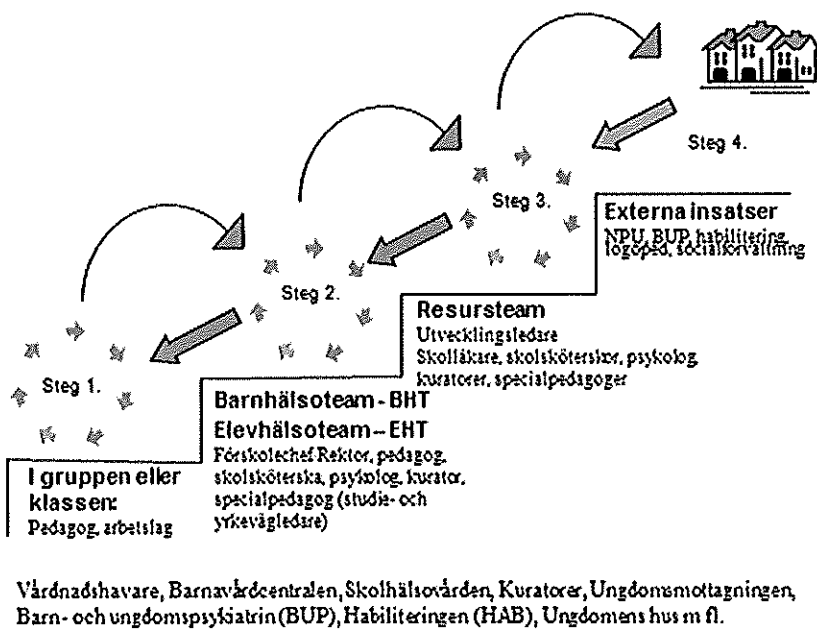 Steg 4.
Steg 3.
Externa insatser
NPU, BUP, habilitering,
logoped, socialförvaltning
Steg 2.
Resursteam
Utvecklingsledare
Skolläkare, skolsköterskor, psykolog,
kuratorer, specialpedagoger
Steg 1.
Barnhälsoteam - BHT
Elevhälsoteam – EHT
Förskolechef Rektor, pedagog,
skolsköterska, psykolog, kurator,
specialpedagog (studie- och
yrkevägledare)
I gruppen eller
klassen:
Pedagog, arbetslag
Vårdnadshavare, Barnavårdcentralen, Skolhälsovården, Kuratorer, Ungdomsmottagningen,
Barn- och ungdomspsykiatrin (BUP), Habiliteringen (HAB), Ungdomens hus m fl.